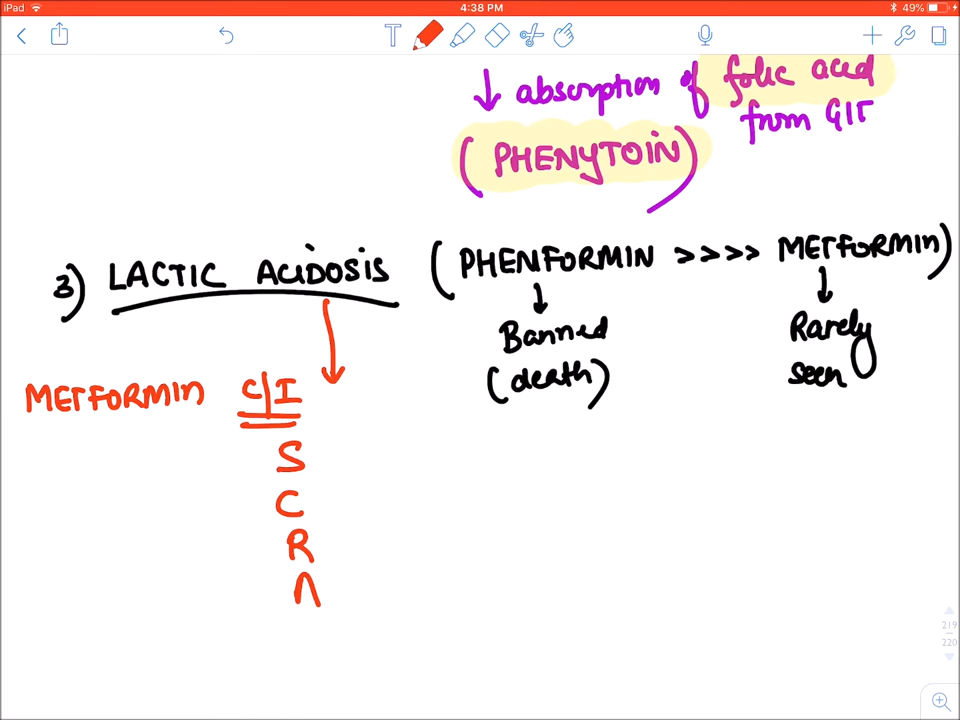 iPad
4:38 PM
49%
T
↓ absorption of folic acid
from GIT
(PHENYTOIN)
3) LACTIC ACIDOSIS (PHENFORMIN >>>> METFORMIN)
↓ ↓
Banned Rarely
(death) seen
METFORMIN C/I
S
C
R
219
220